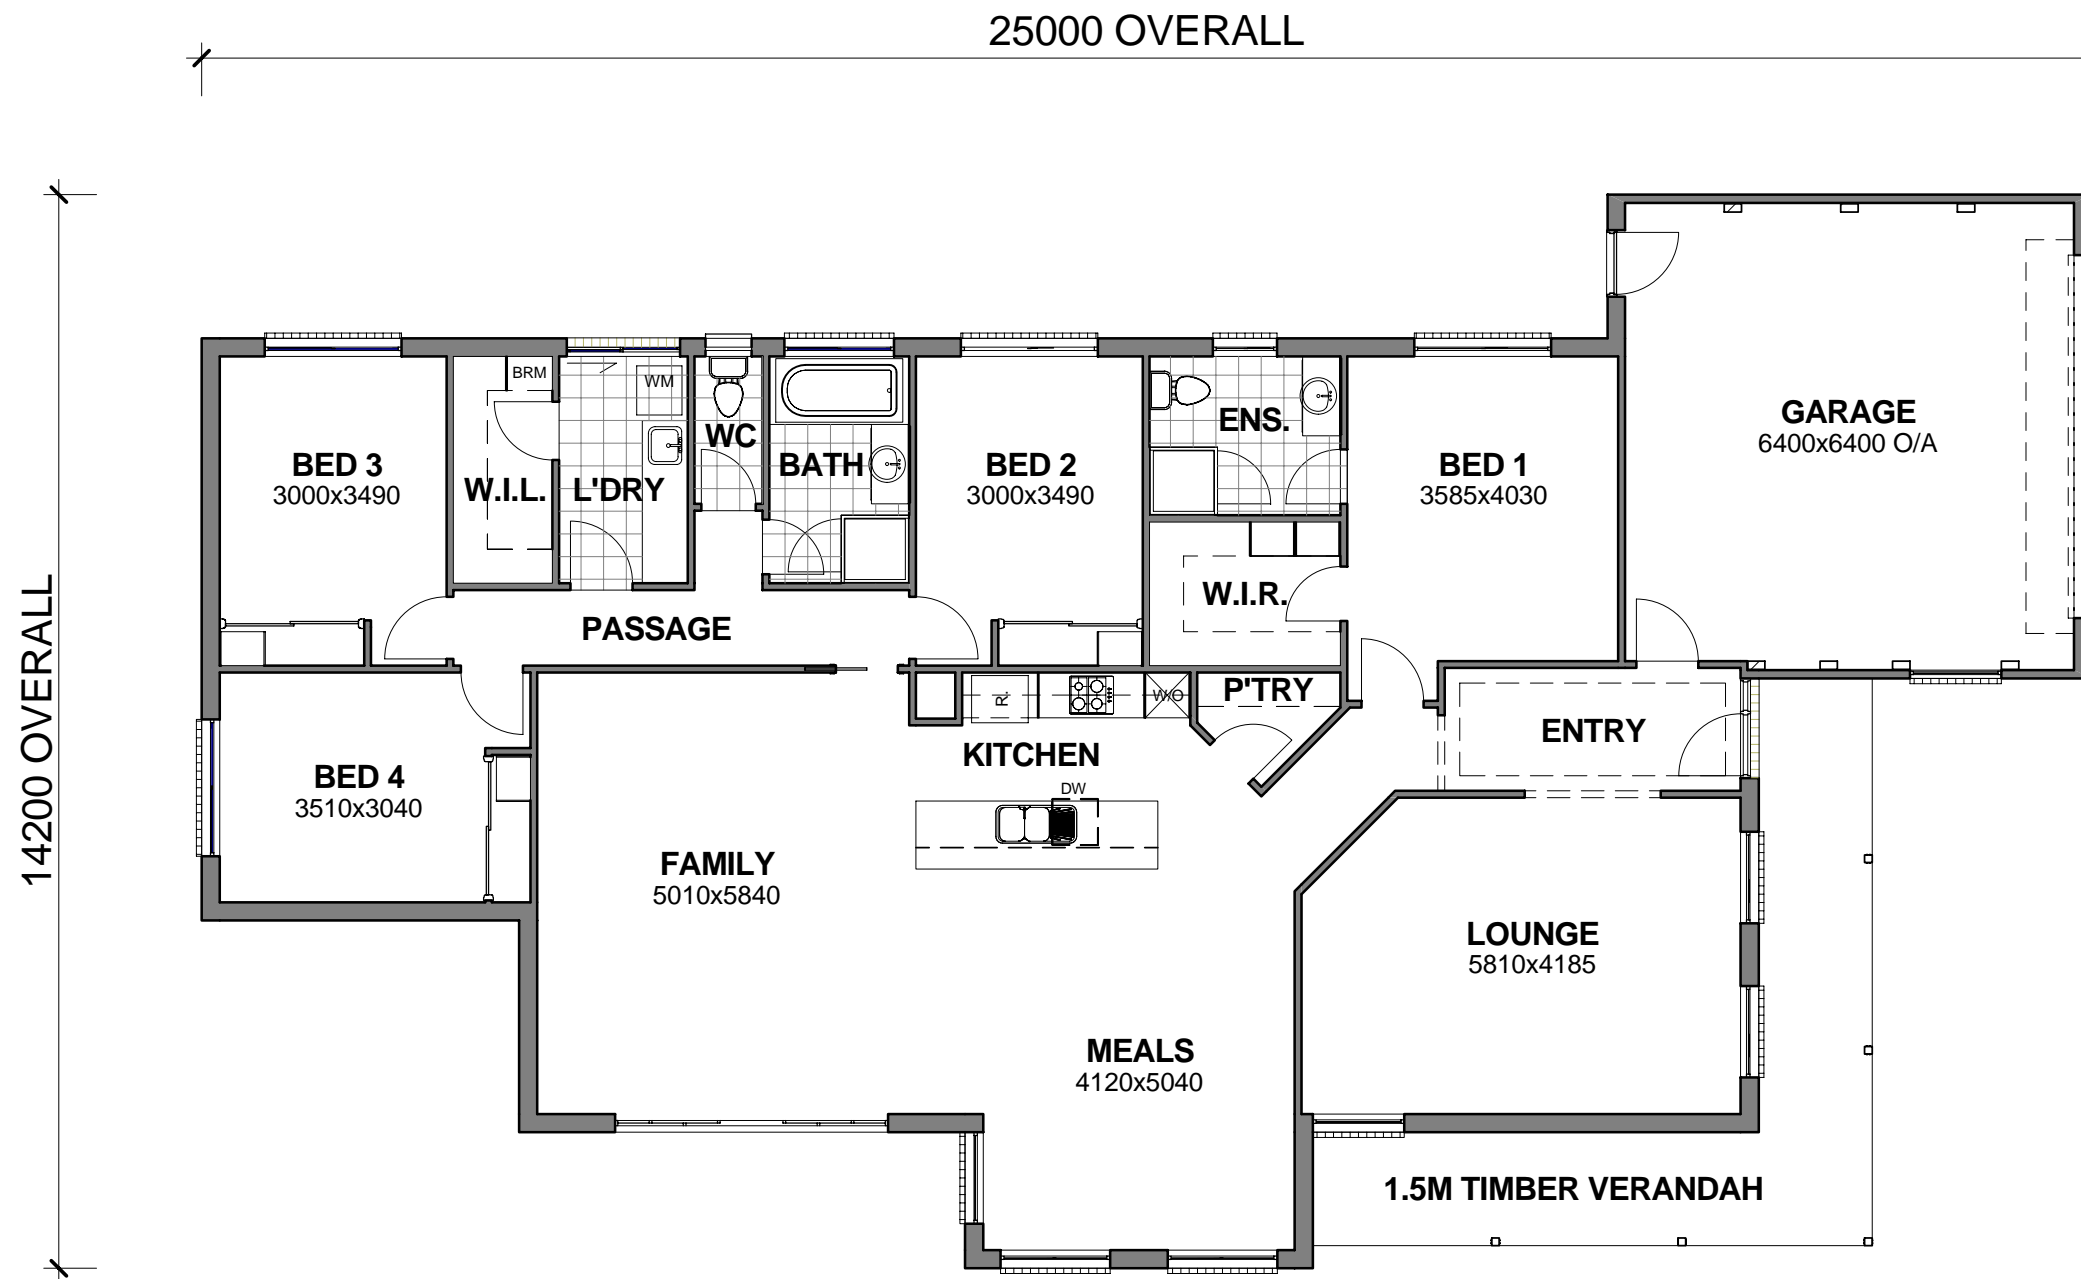 25000 OVERALL
14200 OVERALL
BED 3
3000x3490
W.I.L.
BRM
L'DRY
WM
WC
BATH
BED 2
3000x3490
ENS.
W.I.R.
BED 1
3585x4030
GARAGE
6400x6400 O/A
PASSAGE
BED 4
3510x3040
R.
W/O
P'TRY
KITCHEN
DW
ENTRY
FAMILY
5010x5840
LOUNGE
5810x4185
MEALS
4120x5040
1.5M TIMBER VERANDAH